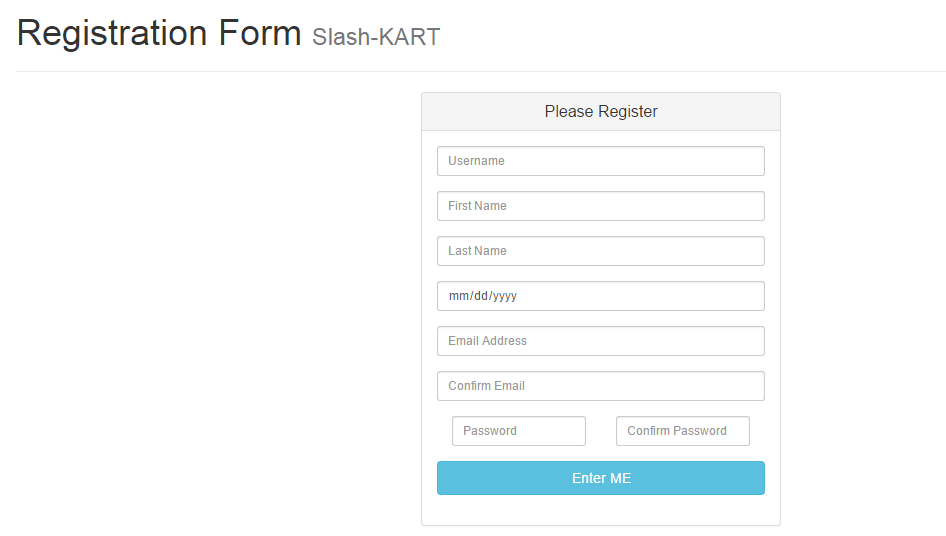 Registration Form Slash-KART
Please Register
Username
First Name
Last Name
mm/dd/yyyy
Email Address
Confirm Email
Password Confirm Password
Enter ME